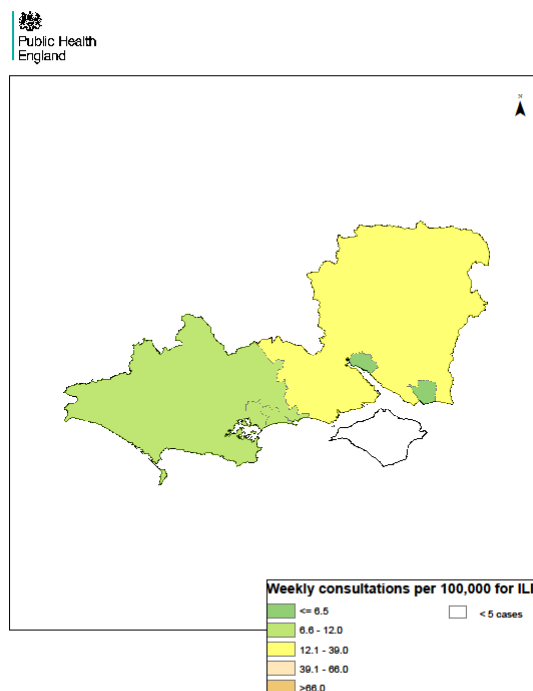 Public Health
England
N
Weekly consultations per 100,000 for ILI
<= 6.5
< 5 cases
6.6 - 12.0
12.1 - 39.0
39.1 - 66.0
>66.0